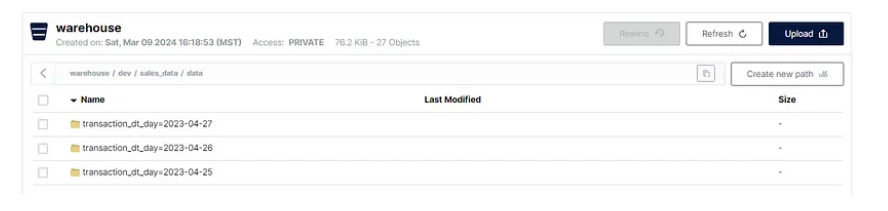 warehouse
Created on: Sat, Mar 09 2024 16:18:53 (MST) Access: PRIVATE 76.2 KiB - 27 Objects
Rewind
Refresh
Upload
warehouse / dev / sales_data / data
Create new path
Name Last Modified Size
transaction_dt_day=2023-04-27 -
transaction_dt_day=2023-04-26 -
transaction_dt_day=2023-04-25 -